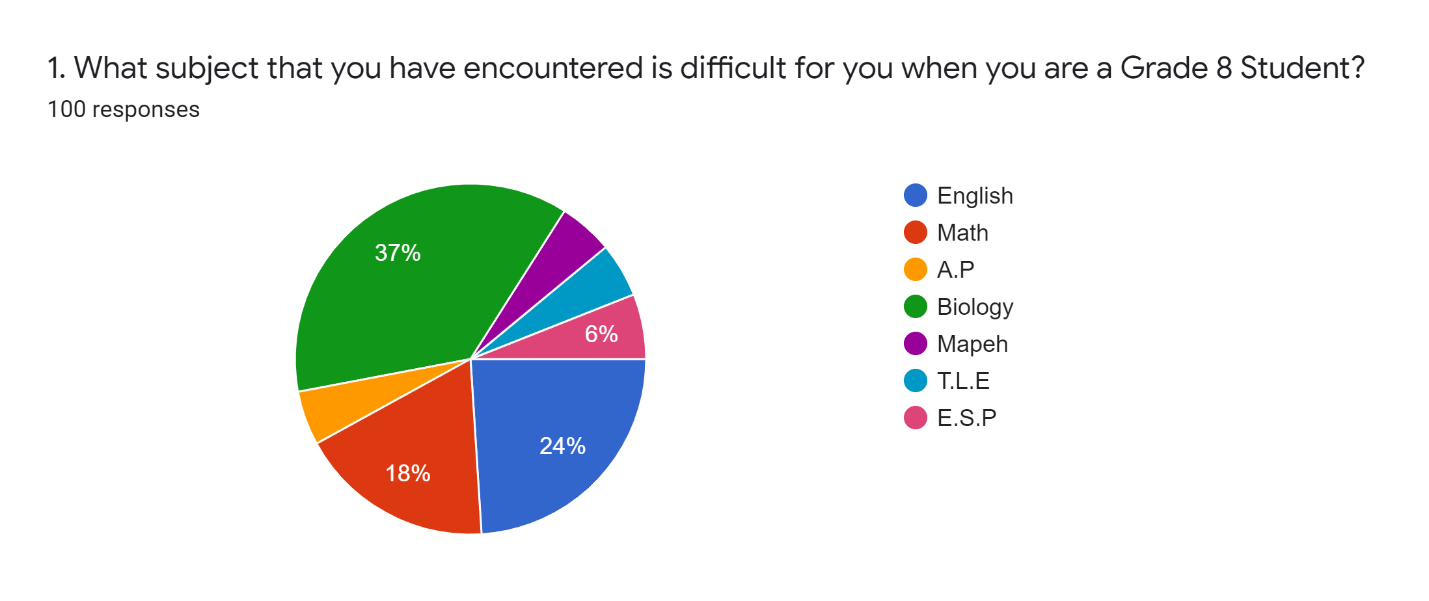 1. What subject that you have encountered is difficult for you when you are a Grade 8 Student?
100 responses
37%
6%
24%
18%
English
Math
A.P
Biology
Mapeh
T.L.E
E.S.P